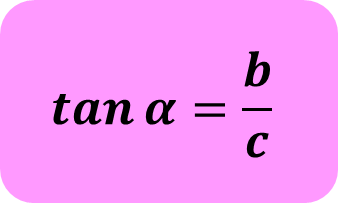 tan α = b/c